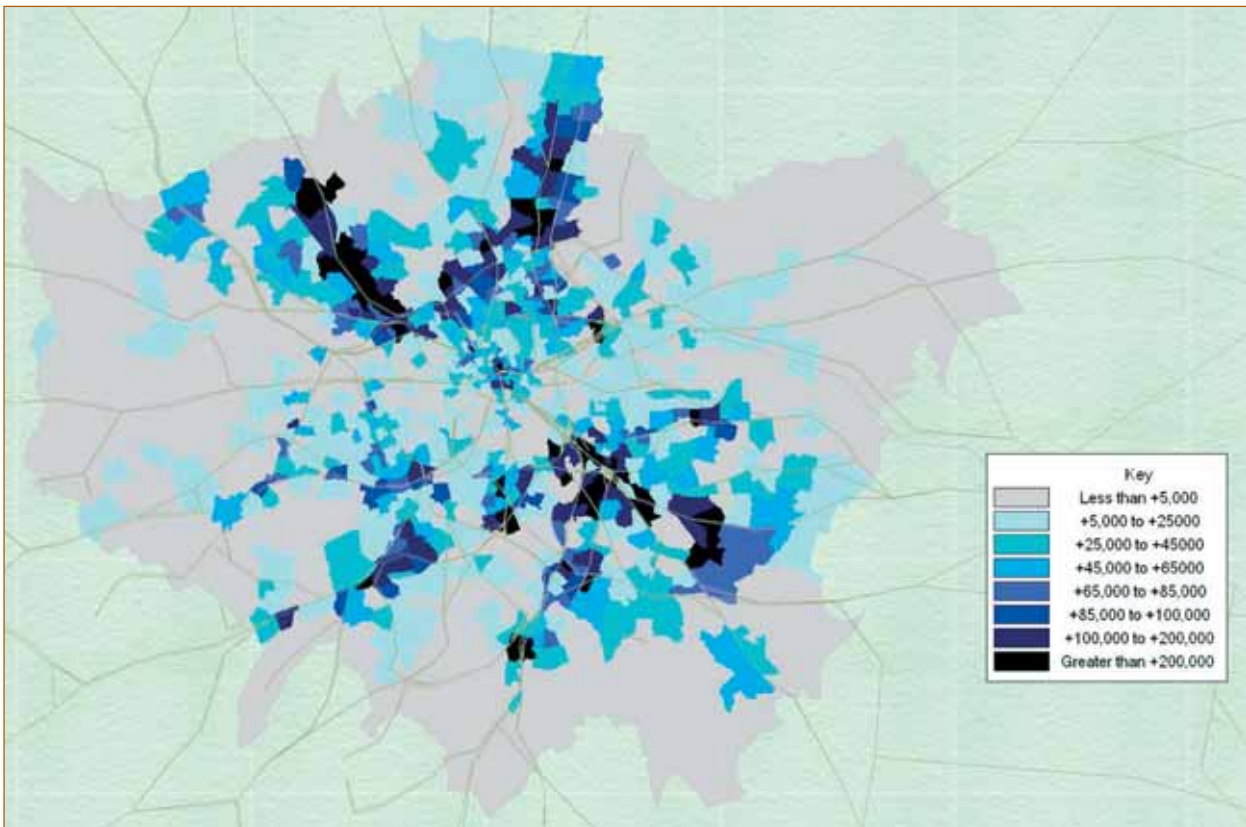 Key
Less than +5,000
+5,000 to +25000
+25,000 to +45000
+45,000 to +65000
+65,000 to +85,000
+85,000 to +100,000
+100,000 to +200,000
Greater than +200,000